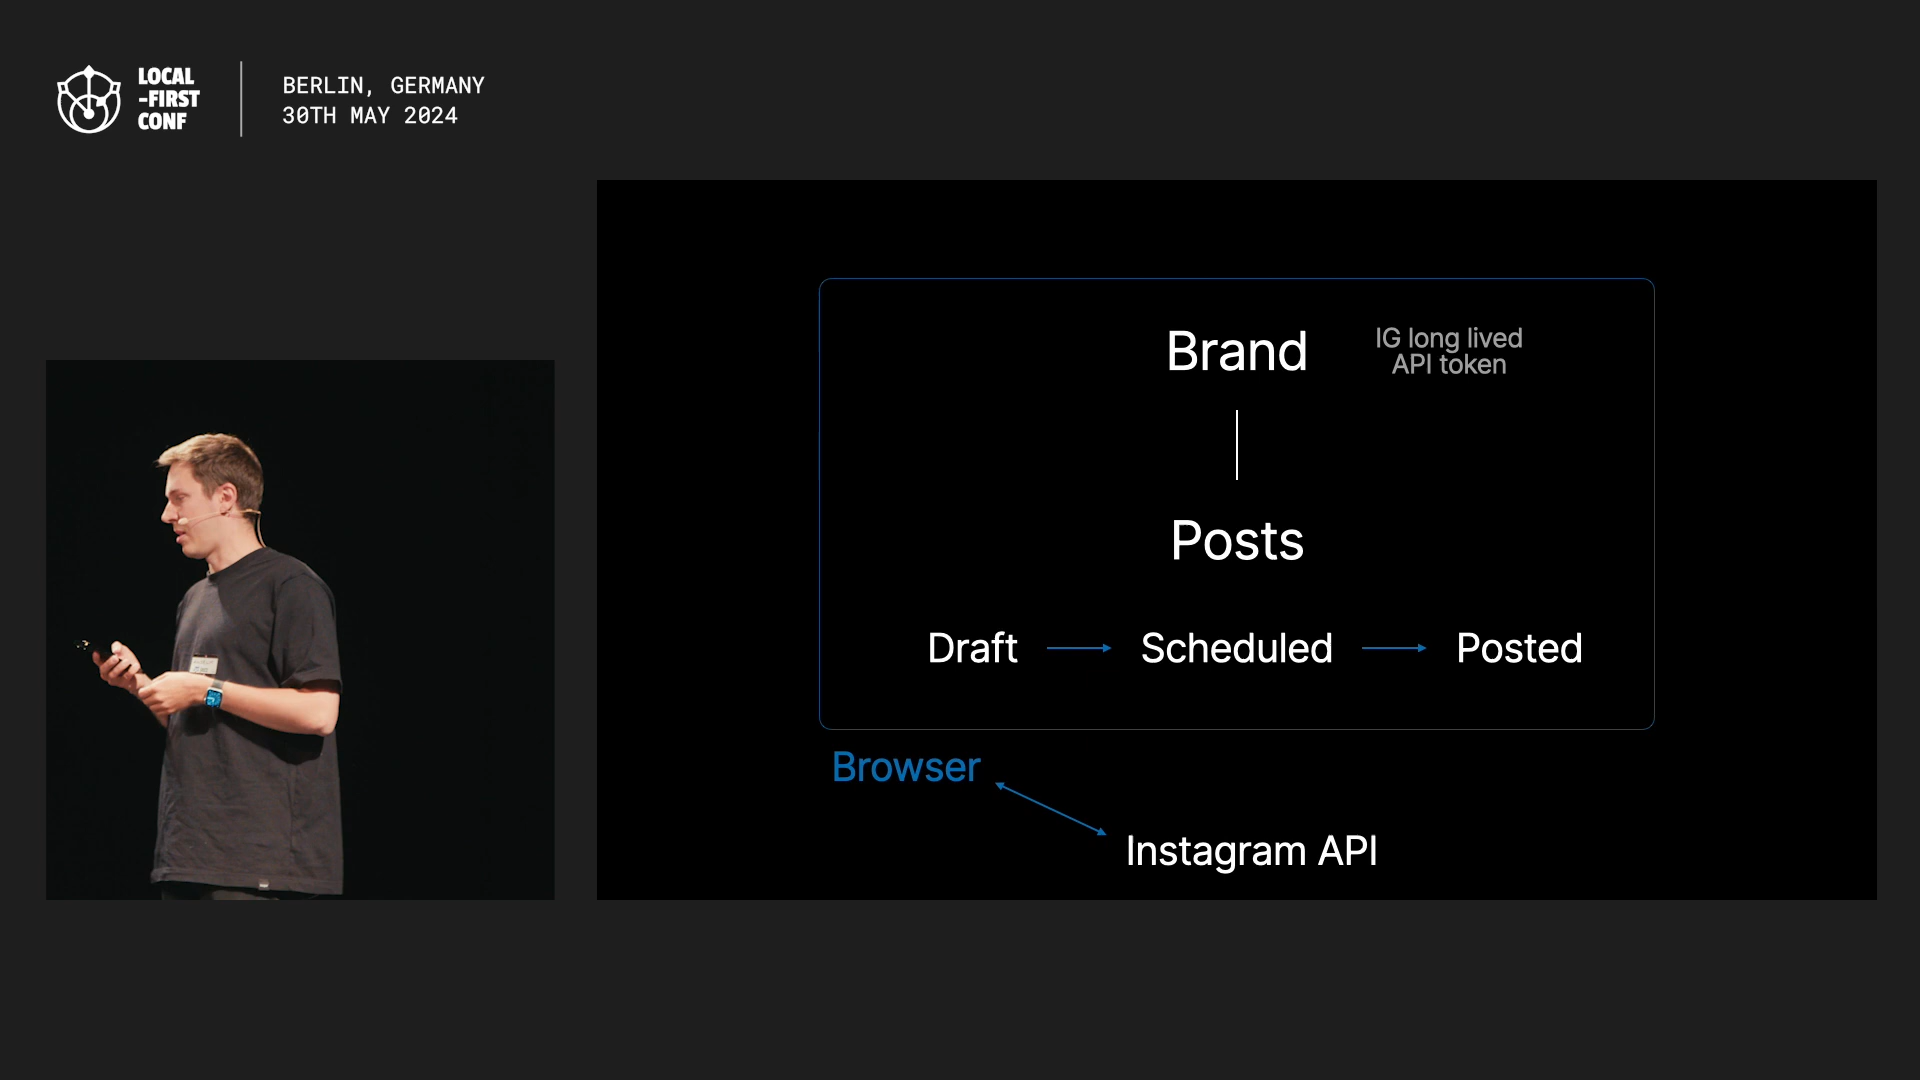 LOCAL
-FIRST
CONF
BERLIN, GERMANY
30TH MAY 2024
Brand
IG long lived
API token
Posts
Draft
Scheduled
Posted
Browser
Instagram API